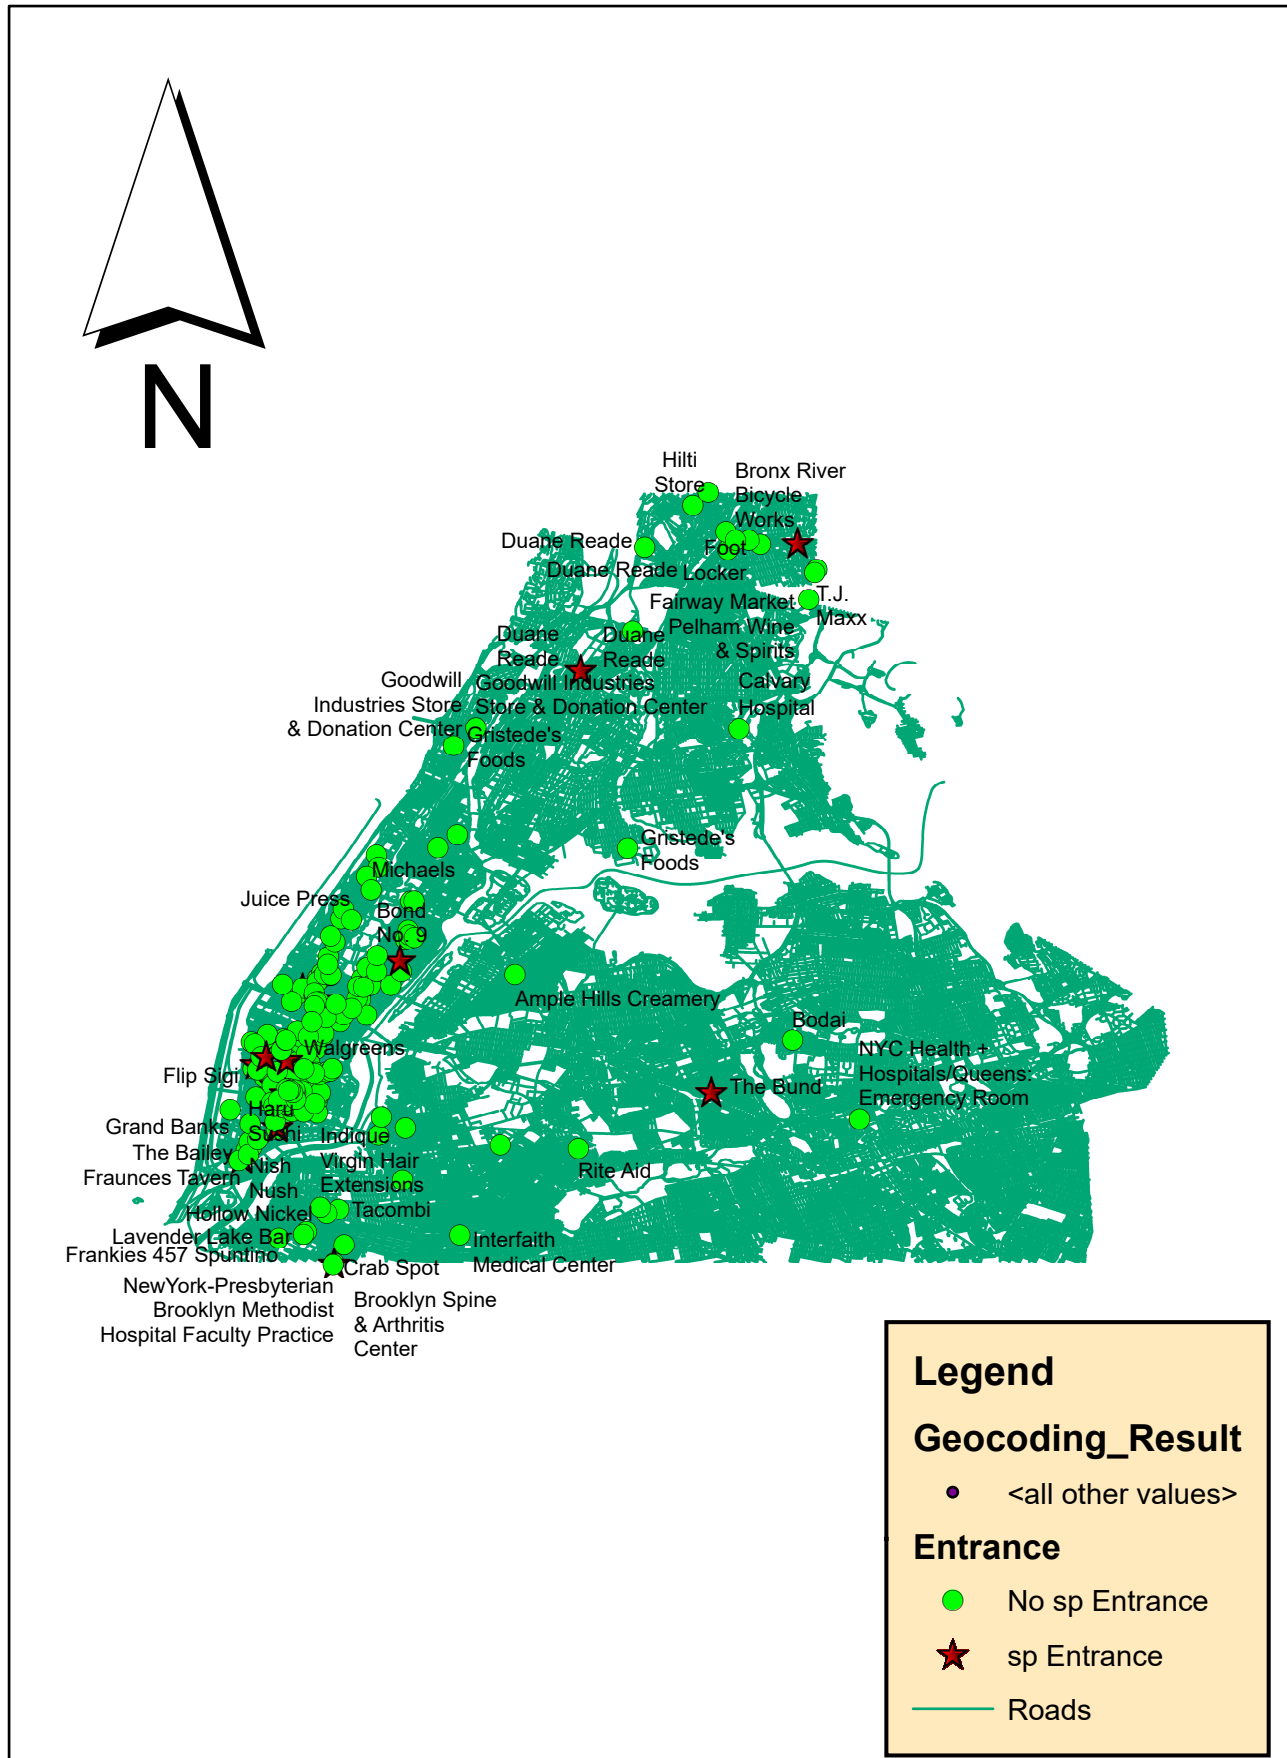 N
Hilti
Store
Bronx River
Bicycle
Works
Duane Reade
Foot
Locker
Duane Reade
Fairway Market
T.J.
Maxx
Pelham Wine
& Spirits
Duane
Reade
Duane
Reade
Goodwill
Industries Store
& Donation Center
Goodwill Industries
Store & Donation Center
Calvary
Hospital
Gristede's
Foods
Gristede's
Foods
Michaels
Juice Press
Bond
No. 9
Ample Hills Creamery
Bodai
Walgreens
NYC Health +
Hospitals/Queens:
Emergency Room
Flip Sigi
The Bund
Haru
Sushi
Grand Banks
The Bailey
Fraunces Tavern
Nish
Nush
Indique
Virgin Hair
Extensions
Rite Aid
Tacombi
Hollow Nickel
Lavender Lake Bar
Frankies 457 Spuntino
Interfaith
Medical Center
Crab Spot
NewYork-Presbyterian
Brooklyn Methodist
Hospital Faculty Practice
Brooklyn Spine
& Arthritis
Center
Legend
Geocoding_Result
<all other values>
Entrance
No sp Entrance
sp Entrance
Roads